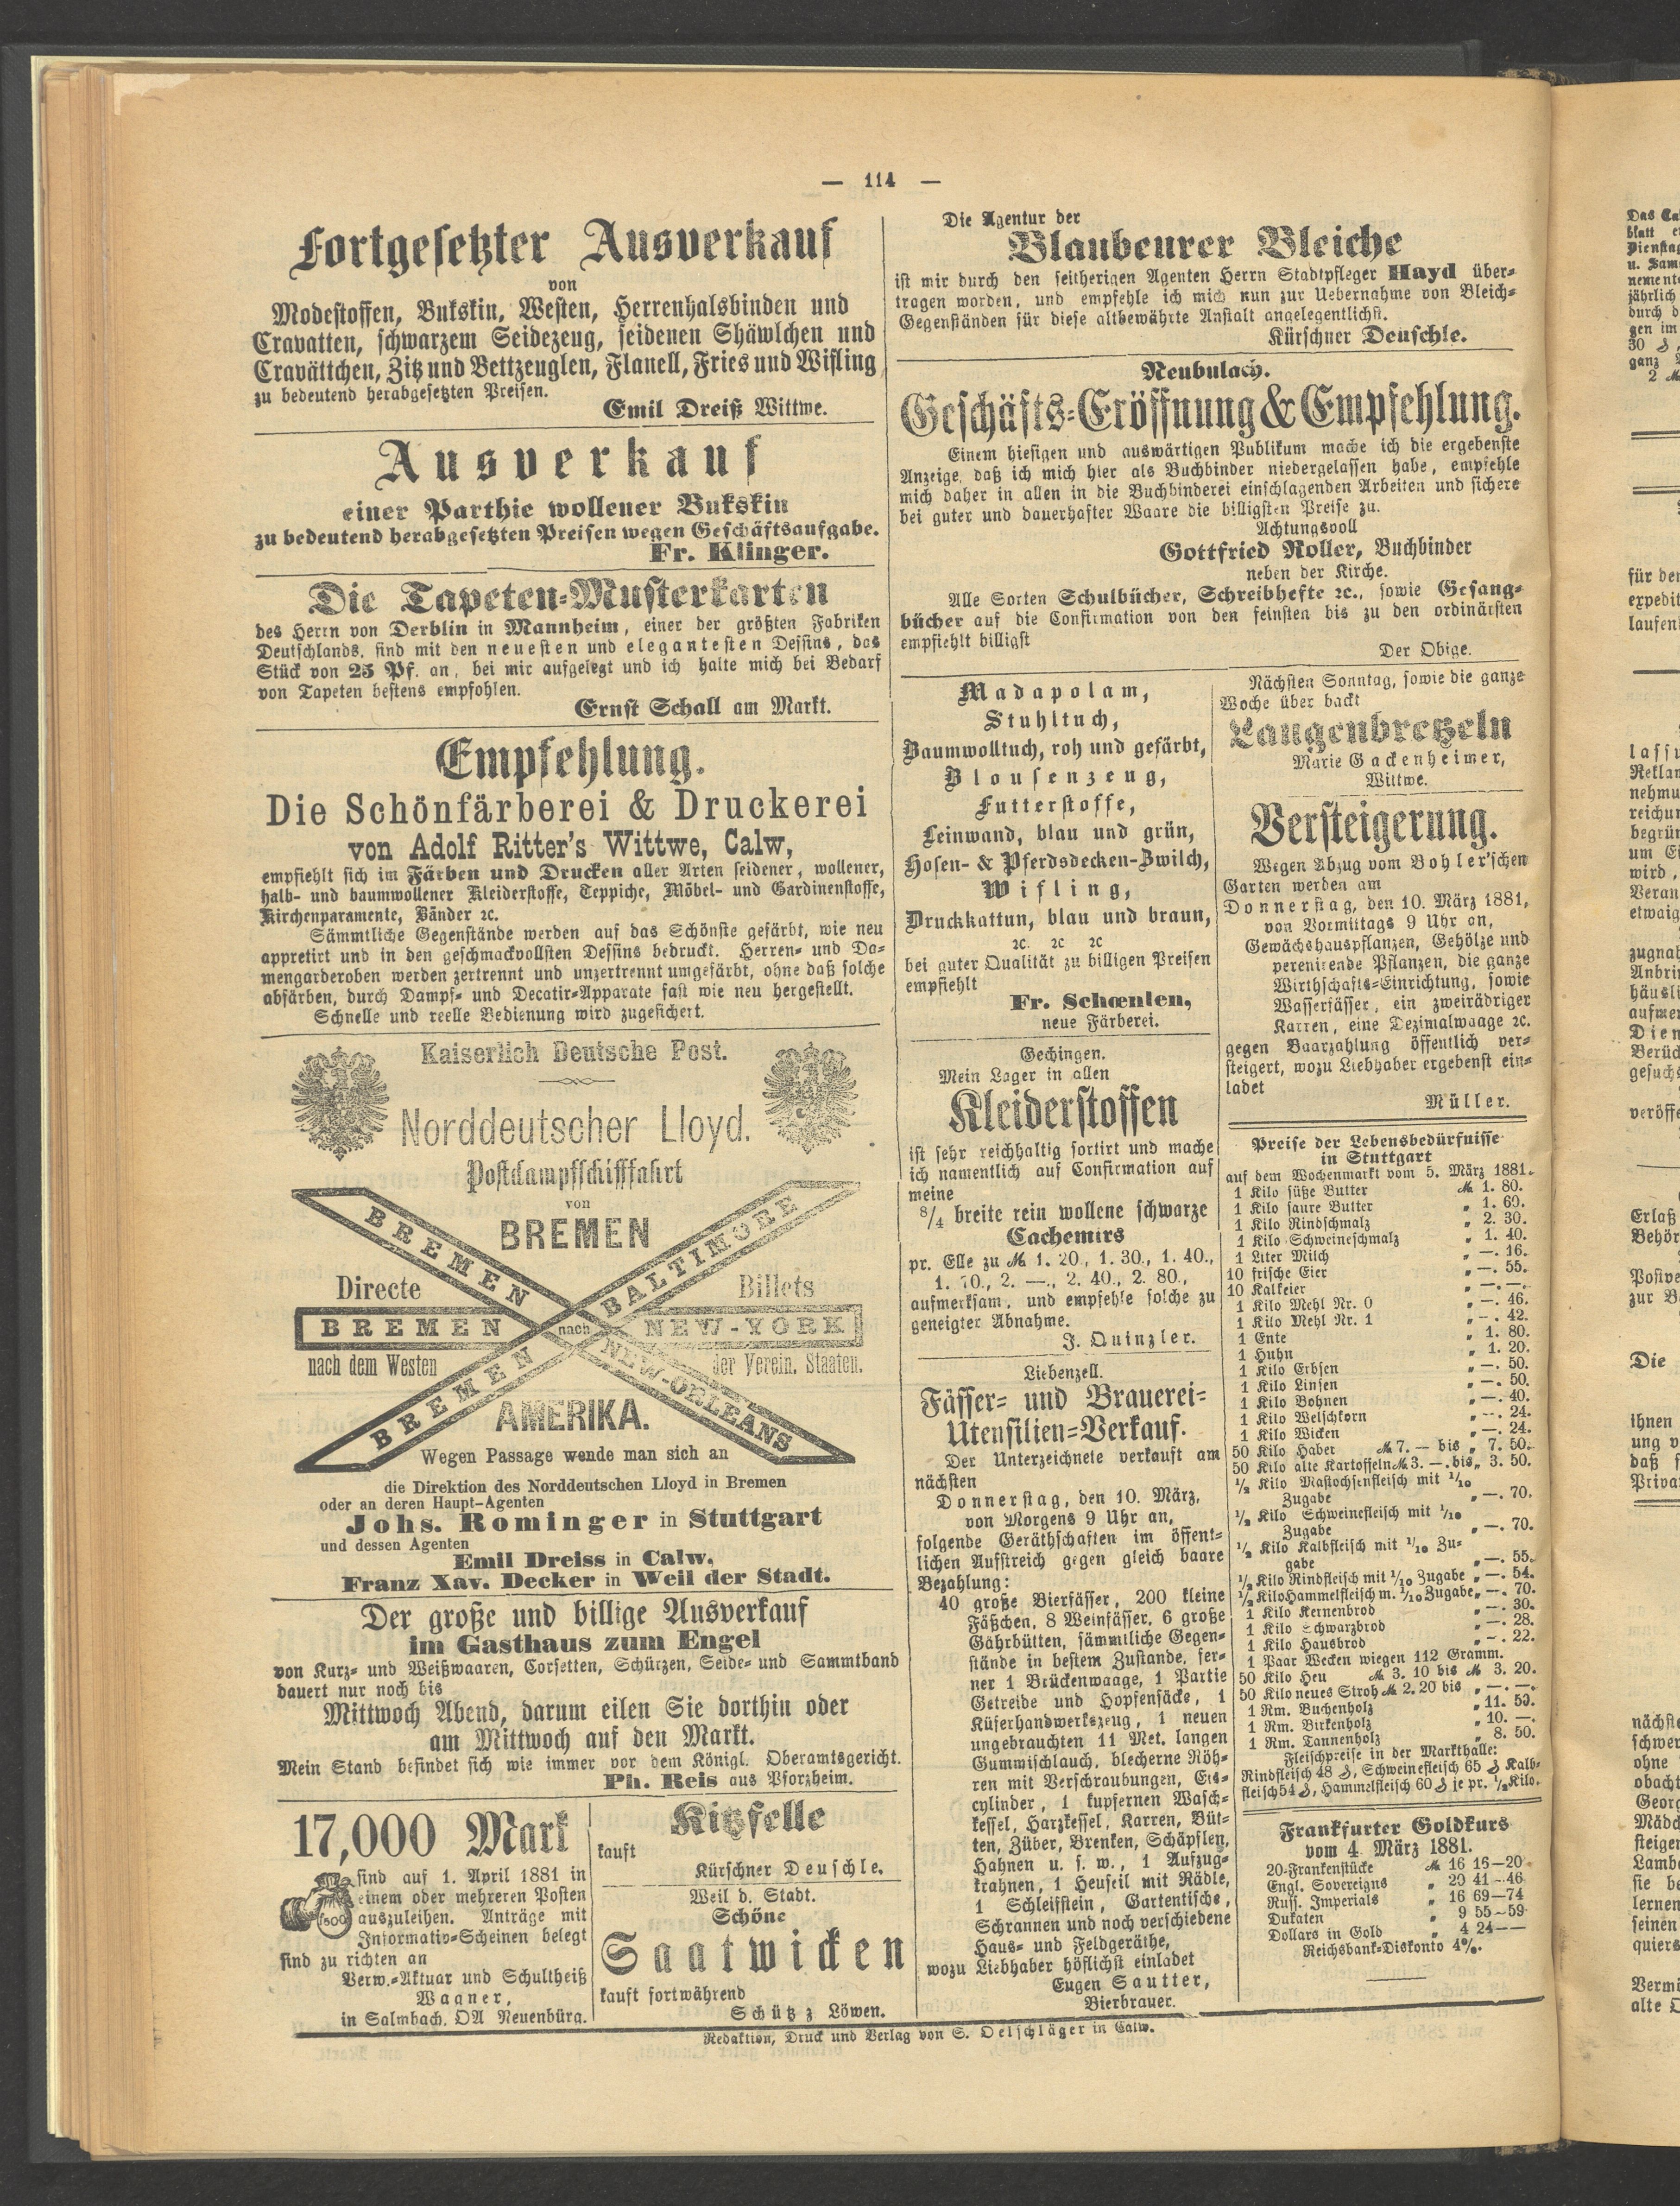 — 114 —
Fortgesetzter Ausverkauf
von
Modestoffen, Bukskin, Westen, Herrenhalsbinden und
Cravatten, schwarzem Seidezeug, seidenen Shäwlchen und
Cravättchen, Zitz und Bettzeuglen, Flanell, Fries und Wifling
zu bedeutend herabgesetzten Preisen.
Emil Dreiß Wittwe.
Ausverkauf
einer Parthie wollener Bukskin
zu bedeutend herabgesetzten Preisen wegen Geschäftsaufgabe.
Fr. Klinger.
Die Tapeten-Musterkarten
des Herrn von Derblin in Mannheim, einer der größten Fabriken
Deutschlands, sind mit den neuesten und elegantesten Dessins, das
Stück von 25 Pf. an, bei mir aufgelegt und ich halte mich bei Bedarf
von Tapeten bestens empfohlen.
Ernst Schall am Markt.
Empfehlung.
Die Schönfärberei & Druckerei
von Adolf Ritter's Wittwe, Calw,
empfiehlt sich im Färben und Drucken aller Arten seidener, wollener,
halb- und baumwollener Kleiderstoffe, Teppiche, Möbel- und Gardinenstoffe,
Kirchenparamente, Bänder ꝛc.
Sämmtliche Gegenstände werden auf das Schönste gefärbt, wie neu
appretirt und in den geschmackvollsten Dessins bedruckt. Herren- und Da-
mengarderoben werden zertrennt und unzertrennt umgefärbt, ohne daß solche
abfärben, durch Dampf- und Decatir-Apparate fast wie neu hergestellt.
Schnelle und reelle Bedienung wird zugesichert.
Kaiserlich Deutsche Post.
Norddeutscher Lloyd.
Postdampfschifffahrt
von
BREMEN
BREMEN
BALTIMORE
Directe
Billets
BREMEN
nach
NEW-YORK
nach dem Westen
der Verein. Staaten.
BREMEN
NEW-ORLEANS
AMERIKA.
Wegen Passage wende man sich an
die Direktion des Norddeutschen Lloyd in Bremen
oder an deren Haupt-Agenten
Johs. Rominger in Stuttgart
und dessen Agenten
Emil Dreiss in Calw.
Franz Xav. Decker in Weil der Stadt.
Der große und billige Ausverkauf
im Gasthaus zum Engel
von Kurz- und Weißwaaren, Corsetten, Schürzen, Seide- und Sammtband
dauert nur noch bis
Mittwoch Abend, darum eilen Sie dorthin oder
am Mittwoch auf den Markt.
Mein Stand befindet sich wie immer vor dem Königl. Oberamtsgericht.
Ph. Reis aus Pforzheim.
17,000 Mark
500
sind auf 1. April 1881 in
einem oder mehreren Posten
auszuleihen. Anträge mit
Informativ-Scheinen belegt
sind zu richten an
Verw.-Aktuar und Schultheiß
Wagner,
in Salmbach, OA Neuenbürg.
Kitzfelle
kauft
Kürschner Deuschle.
Weil d. Stadt.
Schöne
Saatwicken
kauft fortwährend
Schütz z Löwen.
Die Agentur der
Blaubeurer Bleiche
ist mir durch den seitherigen Agenten Herrn Stadtpfleger Hayd über-
tragen worden, und empfehle ich mich nun zur Uebernahme von Bleich-
Gegenständen für diese altbewährte Anstalt angelegentlichst.
Kürschner Deuschle.
Neubulach.
Geschäfts-Eröffnung & Empfehlung.
Einem hiesigen und auswärtigen Publikum mache ich die ergebenste
Anzeige, daß ich mich hier als Buchbinder niedergelassen habe, empfehle
mich daher in allen in die Buchbinderei einschlagenden Arbeiten und sichere
bei guter und dauerhafter Waare die billigsten Preise zu.
Achtungsvoll
Gottfried Roller, Buchbinder
neben der Kirche.
Alle Sorten Schulbücher, Schreibhefte ꝛc., sowie Gesang-
bücher auf die Confirmation von den feinsten bis zu den ordinärsten
empfiehlt billigst
Der Obige.
Madapolam,
Stuhltuch,
Baumwolltuch, roh und gefärbt,
Blousenzeug,
Futterstoffe,
Leinwand, blau und grün,
Hosen- & Pferdsdecken-Zwilch,
Wifling,
Druckkattun, blau und braun,
ꝛc. ꝛc ꝛc
bei guter Qualität zu billigen Preisen
empfiehlt
Fr. Schœnlen,
neue Färberei.
Gechingen.
Mein Lager in allen
Kleiderstoffen
ist sehr reichhaltig sortirt und mache
ich namentlich auf Confirmation auf
meine
8/4 breite rein wollene schwarze
Cachemirs
pr. Elle zu ℳ 1. 20., 1. 30., 1. 40.,
1. 70., 2. —., 2. 40., 2. 80.,
aufmerksam, und empfehle solche zu
geneigter Abnahme.
J. Quinzler.
Liebenzell.
Fässer- und Brauerei-
Utensilien-Verkauf.
Der Unterzeichnete verkauft am
nächsten
Donnerstag, den 10. März,
von Morgens 9 Uhr an,
folgende Geräthschaften im öffent-
lichen Aufstreich gegen gleich baare
Bezahlung:
40 große Bierfässer, 200 kleine
Fäßchen, 8 Weinfässer, 6 große
Gährbütten, sämmtliche Gegen-
stände in bestem Zustande, fer-
ner 1 Brückenwaage, 1 Partie
Getreide und Hopfensäcke, 1
Küferhandwerkszeug, 1 neuen
ungebrauchten 11 Met. langen
Gummischlauch, blecherne Röh-
ren mit Verschraubungen, Eis-
cylinder, 1 kupfernen Wasch-
kessel, Harzkessel, Karren, Büt-
ten, Züber, Brenken, Schäpflen,
Hahnen u. s. w., 1 Aufzug-
krahnen, 1 Heuseil mit Rädle,
1 Schleifstein, Gartentische,
Schrannen und noch verschiedene
Haus- und Feldgeräthe,
wozu Liebhaber höflichst einladet
Eugen Sautter,
Bierbrauer.
Nächsten Sonntag, sowie die ganze
Woche über backt
Laugenbretzeln
Marie Gackenheimer,
Wittwe.
Versteigerung.
Wegen Abzug vom Bohler'schen
Garten werden am
Donnerstag, den 10. März 1881,
von Vormittags 9 Uhr an,
Gewächshauspflanzen, Gehölze und
perenirende Pflanzen, die ganze
Wirthschafts-Einrichtung, sowie
Wasserfässer, ein zweirädriger
Karren, eine Dezimalwaage ꝛc.
gegen Baarzahlung öffentlich ver-
steigert, wozu Liebhaber ergebenst ein-
ladet
Müller.
Preise der Lebensbedürfnisse
in Stuttgart
auf dem Wochenmarkt vom 5. März 1881.
1 Kilo süße Butter ℳ 1. 80.
1 Kilo saure Butter „ 1. 60.
1 Kilo Rindschmalz „ 2. 30.
1 Kilo Schweineschmalz „ 1. 40.
1 Liter Milch „ —. 16.
10 frische Eier „ —. 55.
10 Kalkeier „ —. —.
1 Kilo Mehl Nr. 0 „ —. 46.
1 Kilo Mehl Nr. 1 „ —. 42.
1 Ente „ 1. 80.
1 Huhn „ 1. 20.
1 Kilo Erbsen „ —. 50.
1 Kilo Linsen „ —. 50.
1 Kilo Bohnen „ —. 40.
1 Kilo Welschkorn „ —. 24.
1 Kilo Wicken „ —. 24.
50 Kilo Haber ℳ 7. — bis „ 7. 50.
50 Kilo alte Kartoffeln ℳ 3. —. bis „ 3. 50.
1/2 Kilo Mastochsenfleisch mit 1/10
Zugabe „ —. 70.
1/2 Kilo Schweinefleisch mit 1/10
Zugabe „ —. 70.
1/2 Kilo Kalbfleisch mit 1/10 Zu-
gabe „ —. 55.
1/2 Kilo Rindfleisch mit 1/10 Zugabe „ —. 54.
1/2 Kilo Hammelfleisch m. 1/10 Zugabe „ —. 70.
1 Kilo Kernenbrod „ —. 30.
1 Kilo Schwarzbrod „ —. 28.
1 Kilo Hausbrod „ —. 22.
1 Paar Wecken wiegen 112 Gramm.
50 Kilo Heu ℳ 3. 10 bis ℳ 3. 20.
50 Kilo neues Stroh ℳ 2. 20 bis „ —. —.
1 Rm. Buchenholz „ 11. 50.
1 Rm. Birkenholz „ 10. —.
1 Rm. Tannenholz „ 8. 50.
Fleischpreise in der Markthalle:
Rindfleisch 48 ₰, Schweinefleisch 65 ₰ Kalb-
fleisch 54 ₰, Hammelfleisch 60 ₰ je pr. 1/2 Kilo.
Frankfurter Goldkurs
vom 4. März 1881.
20-Frankenstücke ℳ 16 16—20
Engl. Sovereigns „ 20 41—46
Russ. Imperials „ 16 69—74
Dukaten „ 9 55—59
Dollars in Gold „ 4 24——
Reichsbank-Diskonto 4%.
Redaktion, Druck und Verlag von S. Oelschläger in Calw.